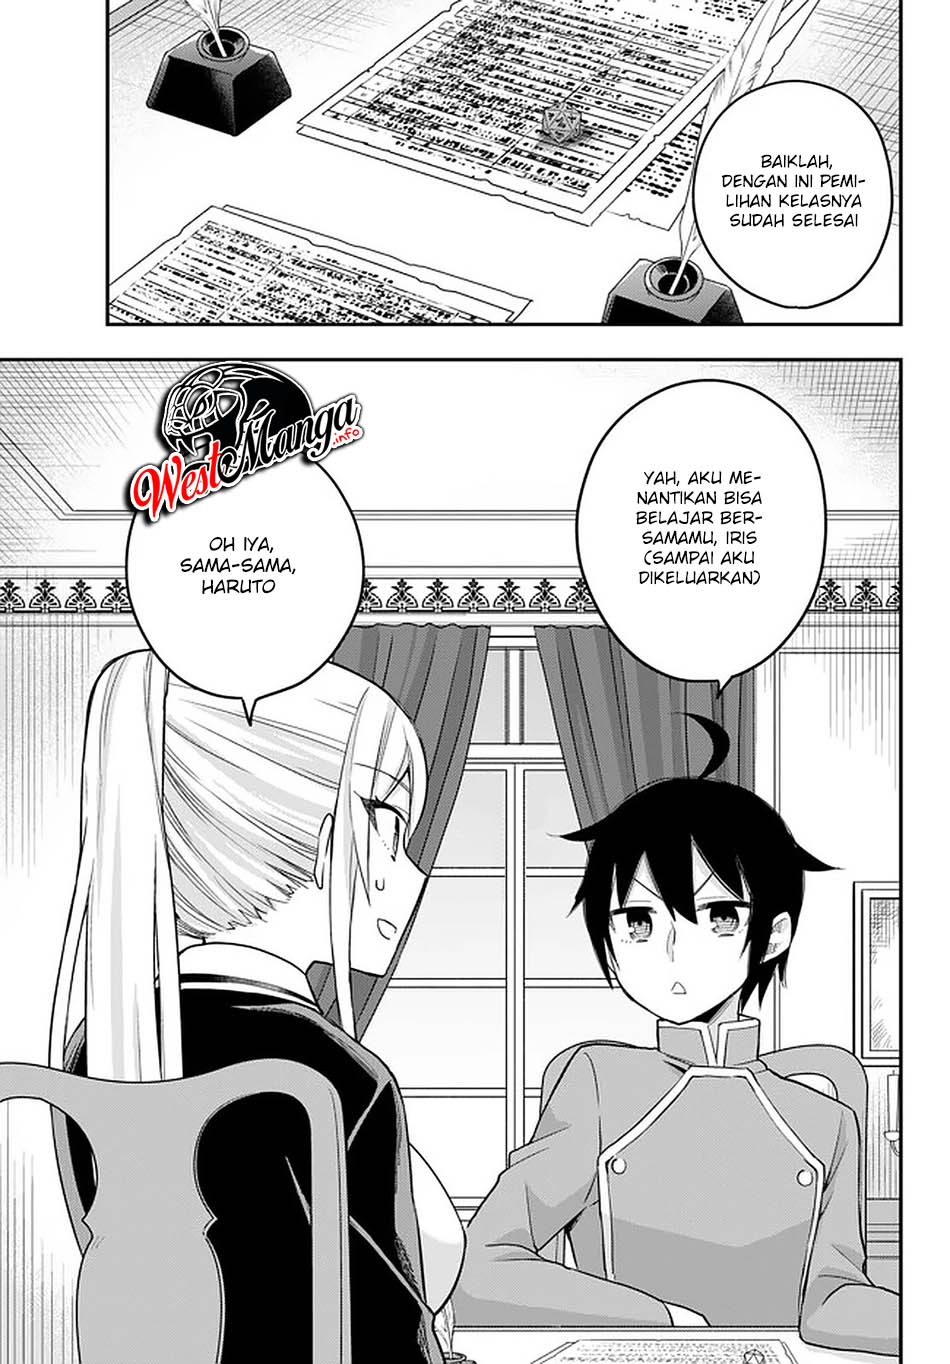 BAIKLAH,
DENGAN INI PEMI-
LIHAN KELASNYA
SUDAH SELESAI
YAH, AKU ME-
NANTIKAN BISA
BELAJAR BER-
SAMAMU, IRIS
(SAMPAI AKU
DIKELUARKAN)
WestManga
.info
OH IYA,
SAMA-SAMA,
HARUTO